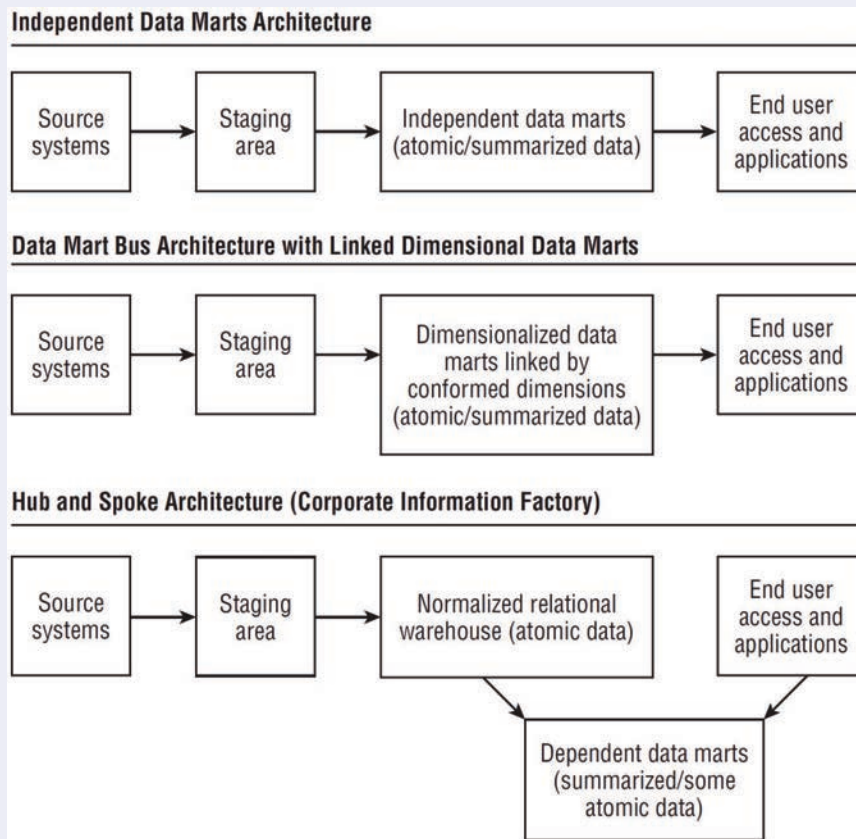 Independent Data Marts Architecture
Source
systems
Staging
area
Independent data marts
(atomic/summarized data)
End user
access and
applications
Data Mart Bus Architecture with Linked Dimensional Data Marts
Source
systems
Staging
area
Dimensionalized data
marts linked by
conformed dimensions
(atomic/summarized data)
End user
access and
applications
Hub and Spoke Architecture (Corporate Information Factory)
Source
systems
Staging
area
Normalized relational
warehouse (atomic data)
End user
access and
applications
Dependent data marts
(summarized/some
atomic data)